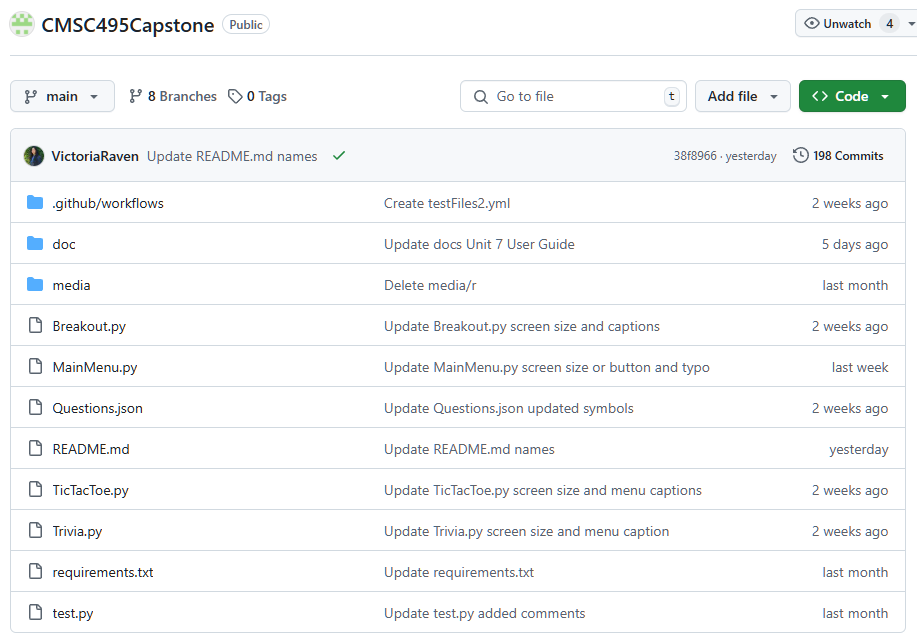 CMSC495Capstone Public Unwatch 4
main 8 Branches 0 Tags Go to file t Add file Code
VictoriaRaven Update README.md names 38f8966 · yesterday 198 Commits
.github/workflows Create testFiles2.yml 2 weeks ago
doc Update docs Unit 7 User Guide 5 days ago
media Delete media/r last month
Breakout.py Update Breakout.py screen size and captions 2 weeks ago
MainMenu.py Update MainMenu.py screen size or button and typo last week
Questions.json Update Questions.json updated symbols 2 weeks ago
README.md Update README.md names yesterday
TicTacToe.py Update TicTacToe.py screen size and menu captions 2 weeks ago
Trivia.py Update Trivia.py screen size and menu caption 2 weeks ago
requirements.txt Update requirements.txt last month
test.py Update test.py added comments last month